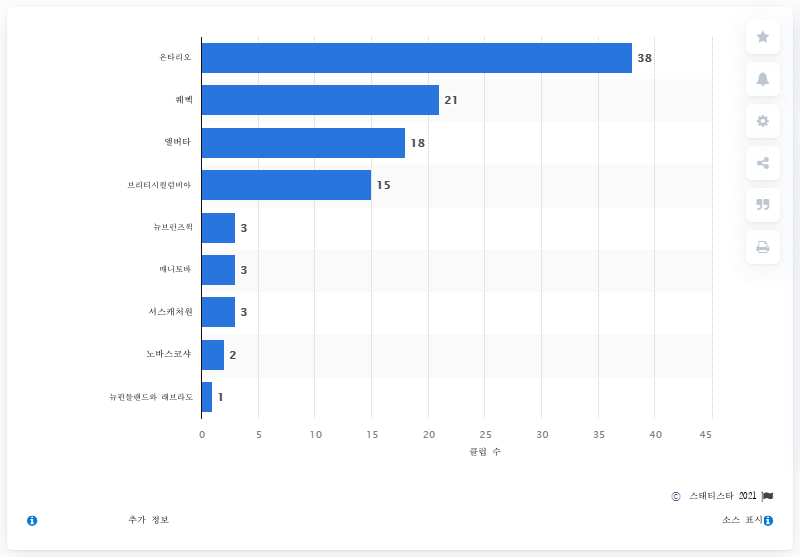 온타리오 38
퀘벡 21
앨버타 18
브리티시컬럼비아 15
뉴브런즈윅 3
매니토바 3
서스캐처원 3
노바스코샤 2
뉴펀들랜드와 래브라도 1
0 5 10 15 20 25 30 35 40 45
클럽 수
© 스태티스타 2021
추가 정보 소스 표시